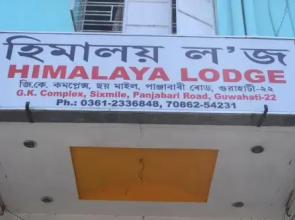 হিমালয় ল'জ
HIMALAYA LODGE
জি.কে. কমপ্লেক্স, ছয় মাইল, পাঞ্জাবাৰী ৰোড, গুৱাহাটী-২২
G.K. Complex, Sixmile, Panjabari Road, Guwahati-22
Ph.: 0361-2336848, 70862-54231